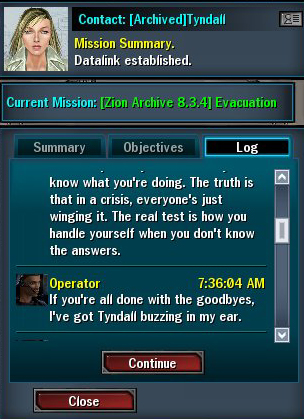 Contact: [Archived]Tyndall
Mission Summary.
Datalink established.
Current Mission: [Zion Archive 8.3.4] Evacuation
Summary
Objectives
Log
know what you're doing. The truth is
that in a crisis, everyone's just
winging it. The real test is how you
handle yourself when you don't know
the answers.
Operator 7:36:04 AM
If you're all done with the goodbyes,
I've got Tyndall buzzing in my ear.
Continue
Close